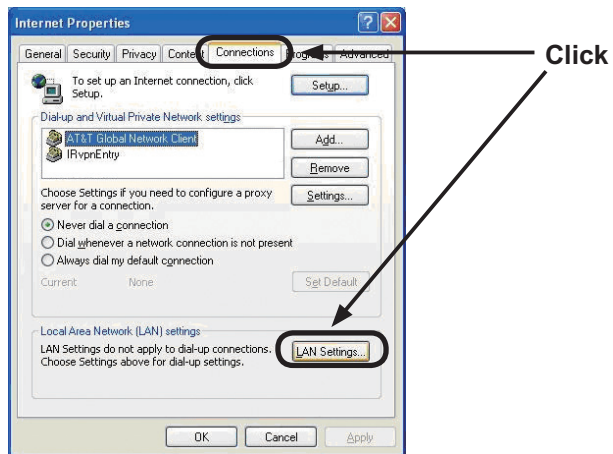 Internet Properties
General Security Privacy Content Connections Programs Advanced
Click
To set up an Internet connection, click
Setup.
Setup...
Dial-up and Virtual Private Network settings
AT&T Global Network Client
IRvpnEntry
Add...
Remove
Choose Settings if you need to configure a proxy
server for a connection.
Settings...
Never dial a connection
Dial whenever a network connection is not present
Always dial my default connection
Current None
Set Default
Local Area Network (LAN) settings
LAN Settings do not apply to dial-up connections.
Choose Settings above for dial-up settings.
LAN Settings...
OK Cancel Apply